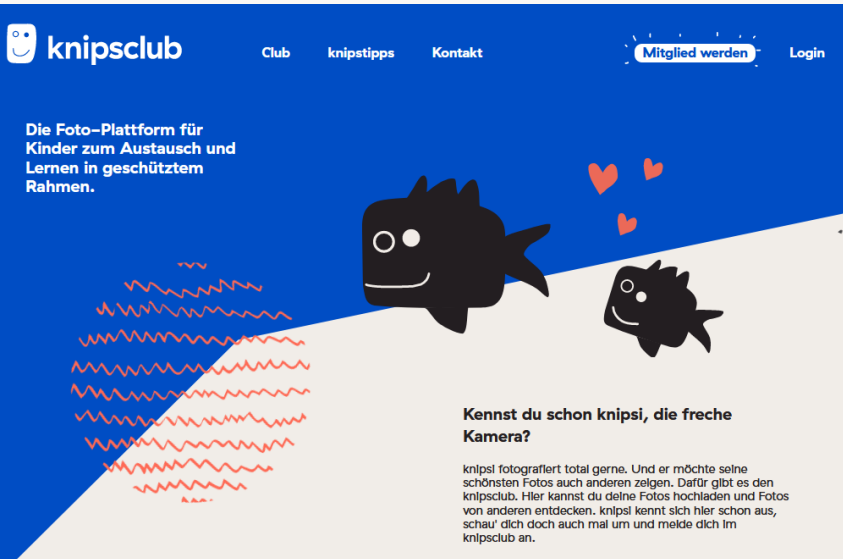 knipsclub
Club
knipstipps
Kontakt
Mitglied werden
Login
Die Foto-Plattform für
Kinder zum Austausch und
Lernen in geschütztem
Rahmen.
Kennst du schon knipsi, die freche
Kamera?
knipsi fotografiert total gerne. Und er möchte seine
schönsten Fotos auch anderen zeigen. Dafür gibt es den
knipsclub. Hier kannst du deine Fotos hochladen und Fotos
von anderen entdecken. knipsi kennt sich hier schon aus,
schau' dich doch auch mal um und melde dich im
knipsclub an.